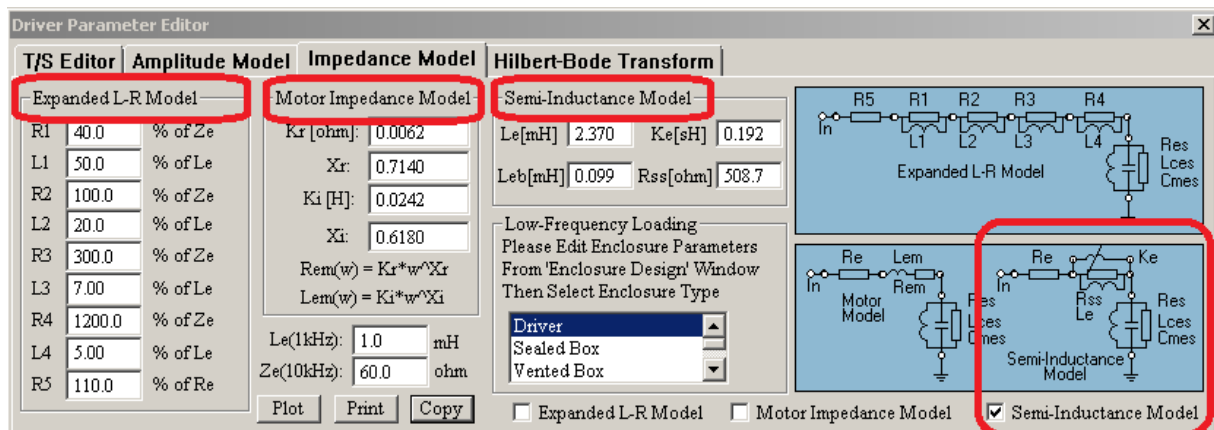 Driver Parameter Editor
T/S Editor Amplitude Model Impedance Model Hilbert-Bode Transform
Expanded L-R Model
R1 40.0 % of Ze
L1 50.0 % of Le
R2 100.0 % of Ze
L2 20.0 % of Le
R3 300.0 % of Ze
L3 7.00 % of Le
R4 1200.0 % of Ze
L4 5.00 % of Le
R5 110.0 % of Re
Motor Impedance Model
Kr [ohm]: 0.0062
Xr: 0.7140
Ki [H]: 0.0242
Xi: 0.6180
Rem(w) = Kr*w^Xr
Lem(w) = Ki*w^Xi
Le(1kHz): 1.0 mH
Ze(10kHz): 60.0 ohm
Plot Print Copy
Semi-Inductance Model
Le[mH] 2.370 Ke[sH] 0.192
Leb[mH] 0.099 Rss[ohm] 508.7
Low-Frequency Loading
Please Edit Enclosure Parameters
From 'Enclosure Design' Window
Then Select Enclosure Type
Driver
Sealed Box
Vented Box
R5 R1 R2 R3 R4
In L1 L2 L3 L4
Res
Lces
Cmes
Expanded L-R Model
Re Lem
In Rem
Motor
Model
Res
Lces
Cmes
Re Ke
In Rss
Le
Res
Lces
Cmes
Semi-Inductance
Model
Expanded L-R Model Motor Impedance Model Semi-Inductance Model